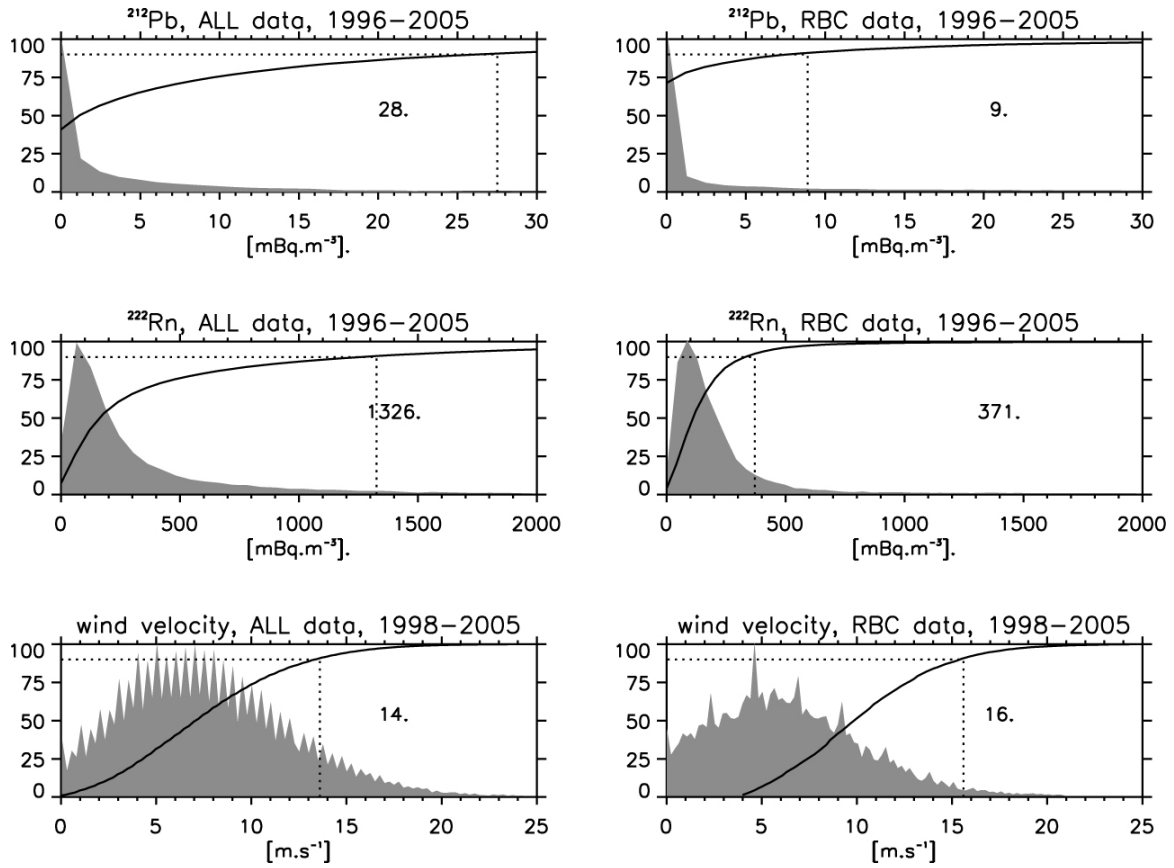 ²¹²Pb, ALL data, 1996–2005
100
75
50
25
0
28.
0 5 10 15 20 25 30
[mBq.m⁻³].
²¹²Pb, RBC data, 1996–2005
100
75
50
25
0
9.
0 5 10 15 20 25 30
[mBq.m⁻³].
²²²Rn, ALL data, 1996–2005
100
75
50
25
0
1326.
0 500 1000 1500 2000
[mBq.m⁻³].
²²²Rn, RBC data, 1996–2005
100
75
50
25
0
371.
0 500 1000 1500 2000
[mBq.m⁻³].
wind velocity, ALL data, 1998–2005
100
75
50
25
0
14.
0 5 10 15 20 25
[m.s⁻¹]
wind velocity, RBC data, 1998–2005
100
75
50
25
0
16.
0 5 10 15 20 25
[m.s⁻¹]